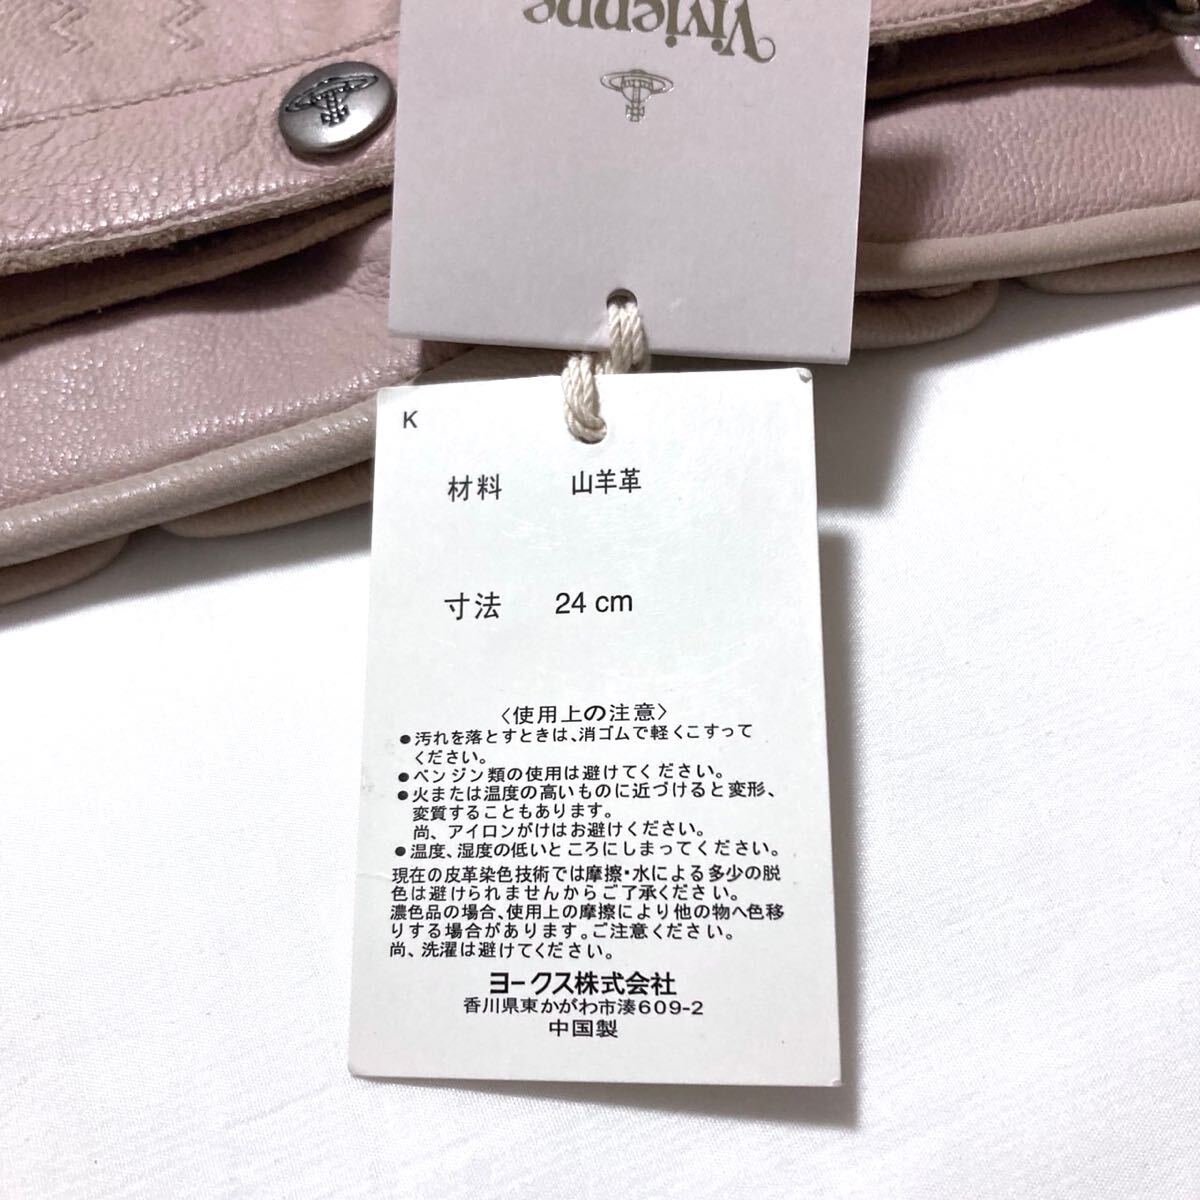 Vivienne
K
材料 山羊革
寸法 24 cm
〈使用上の注意〉
●汚れを落とすときは、消ゴムで軽くこすって
ください。
●ベンジン類の使用は避けてください。
●火または温度の高いものに近づけると変形、
変質することもあります。
尚、アイロンがけはお避けください。
●温度、湿度の低いところにしまってください。
現在の皮革染色技術では摩擦・水による多少の脱
色は避けられませんからご了承ください。
濃色品の場合、使用上の摩擦により他の物へ色移
りする場合があります。ご注意ください。
尚、洗濯は避けてください。
ヨークス株式会社
香川県東かがわ市湊609-2
中国製